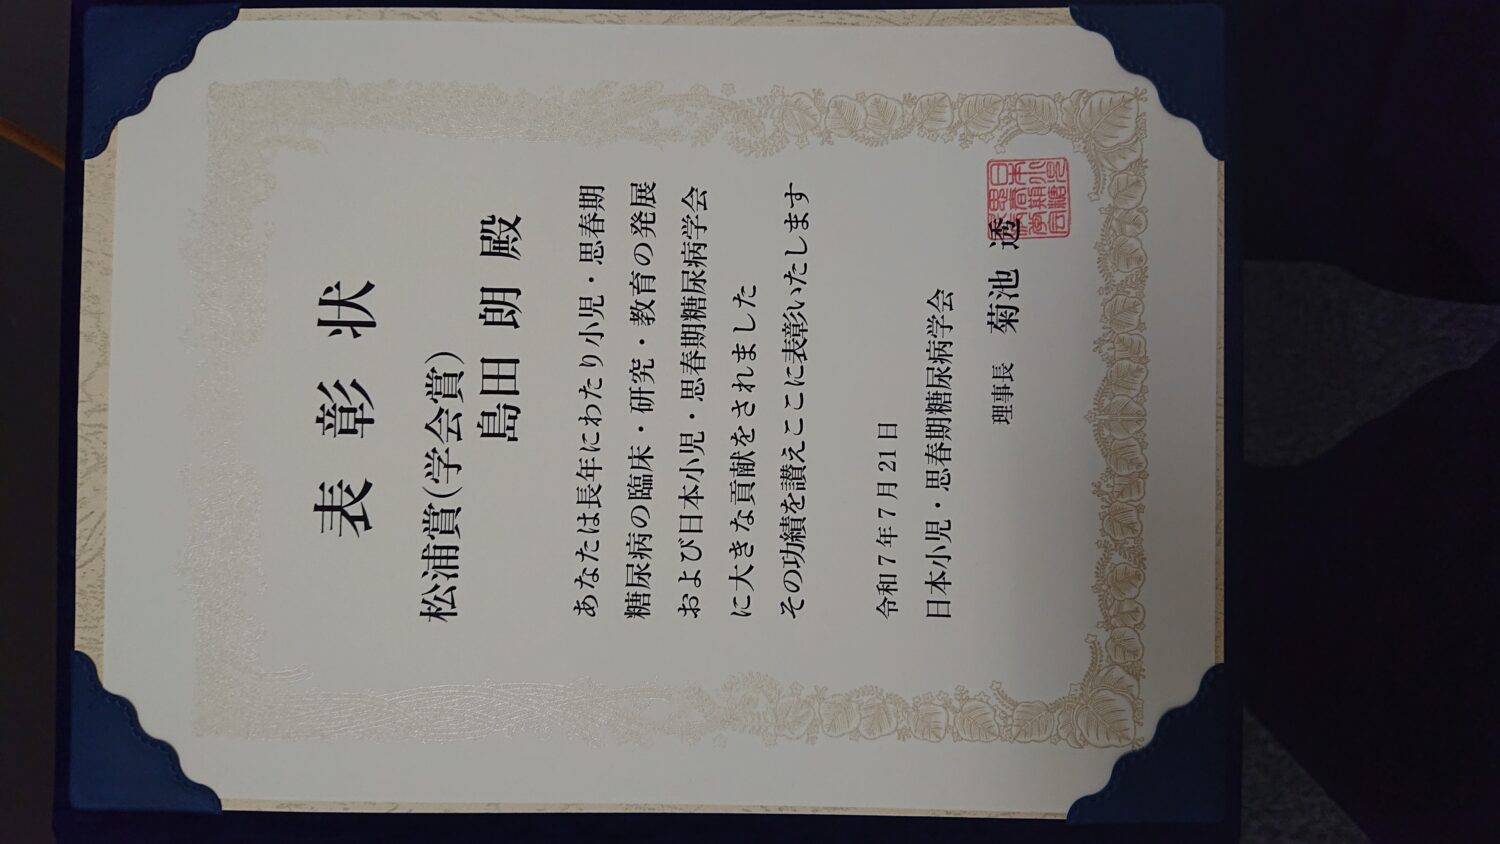 表彰状
松浦賞（学会賞）
島田 朗 殿
あなたは長年にわたり小児・思春期
糖尿病の臨床・研究・教育の発展
および日本小児・思春期糖尿病学会
に大きな貢献をされました
その功績を讃えここに表彰いたします
令和7年7月21日
日本小児・思春期糖尿病学会
理事長 菊池 透